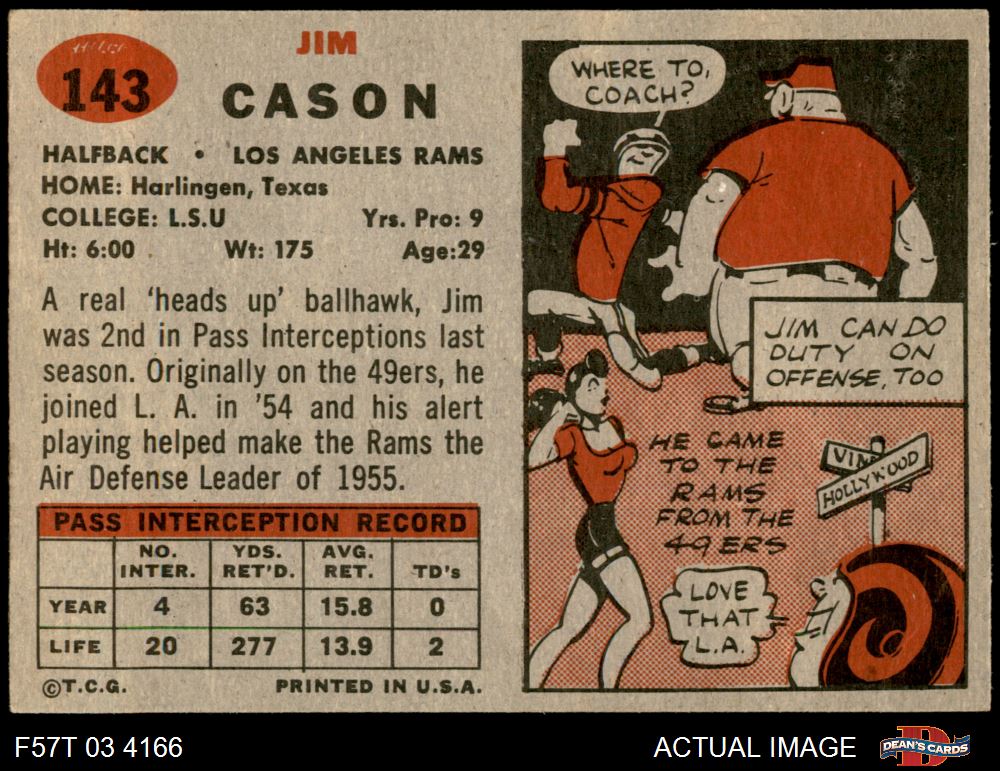 143
JIM
CASON
HALFBACK • LOS ANGELES RAMS
HOME: Harlingen, Texas
COLLEGE: L.S.U Yrs. Pro: 9
Ht: 6:00 Wt: 175 Age:29
A real 'heads up' ballhawk, Jim
was 2nd in Pass Interceptions last
season. Originally on the 49ers, he
joined L. A. in '54 and his alert
playing helped make the Rams the
Air Defense Leader of 1955.
PASS INTERCEPTION RECORD
NO. INTER. YDS. RET'D. AVG. RET. TD's
YEAR 4 63 15.8 0
LIFE 20 277 13.9 2
©T.C.G. PRINTED IN U.S.A.
WHERE TO,
COACH?
JIM CAN DO
DUTY ON
OFFENSE, TOO
HE CAME
TO THE
RAMS
FROM THE
49ERS
VIN
HOLLYWOOD
LOVE
THAT
L.A.
F57T 03 4166 ACTUAL IMAGE DEAN'S CARDS